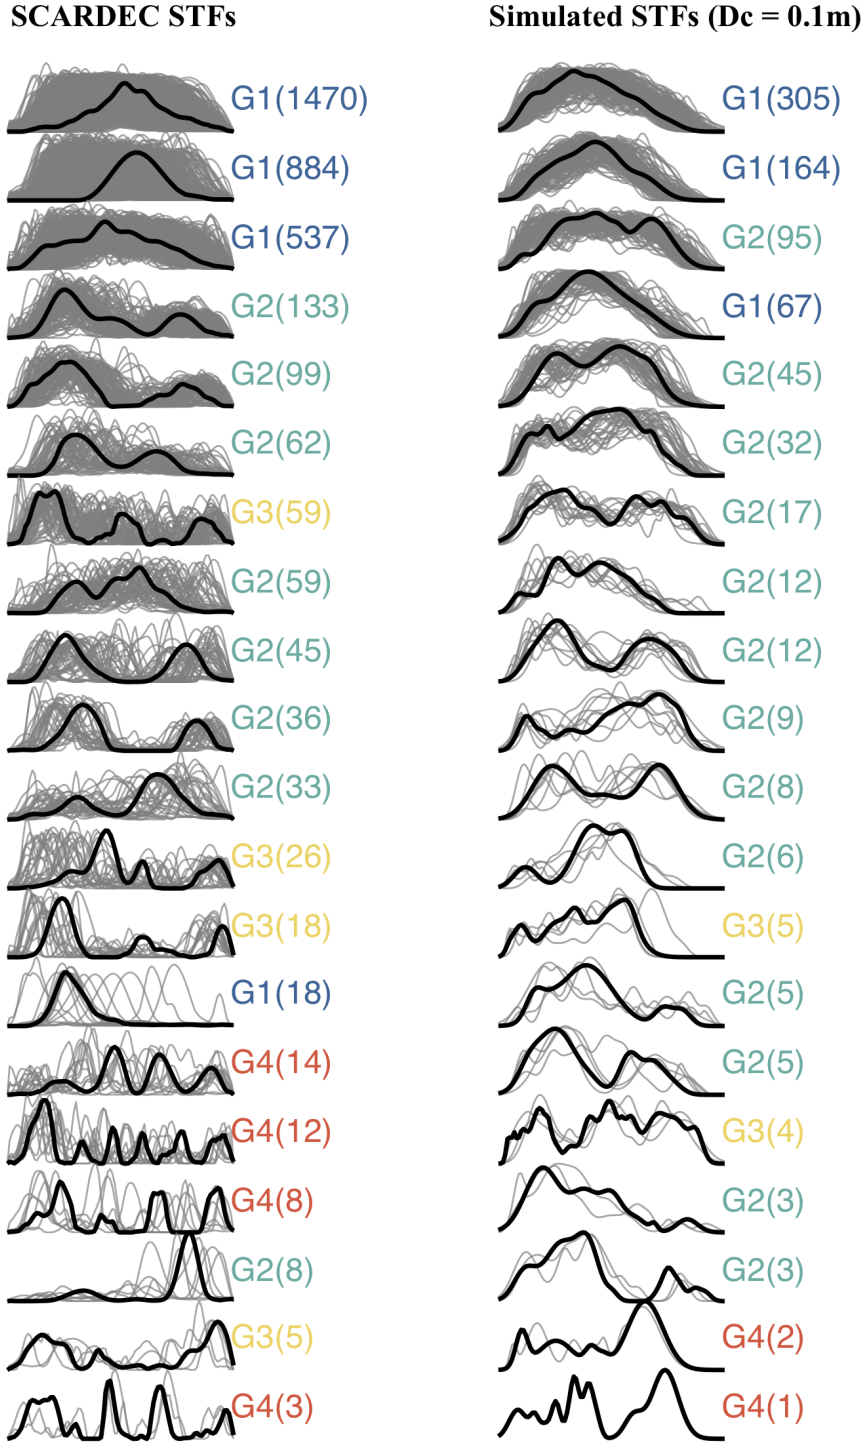 SCARDEC STFs
Simulated STFs (Dc = 0.1m)
G1(1470)
G1(305)
G1(884)
G1(164)
G1(537)
G2(95)
G2(133)
G1(67)
G2(99)
G2(45)
G2(62)
G2(32)
G3(59)
G2(17)
G2(59)
G2(12)
G2(45)
G2(12)
G2(36)
G2(9)
G2(33)
G2(8)
G3(26)
G2(6)
G3(18)
G3(5)
G1(18)
G2(5)
G4(14)
G2(5)
G4(12)
G3(4)
G4(8)
G2(3)
G2(8)
G2(3)
G3(5)
G4(2)
G4(3)
G4(1)